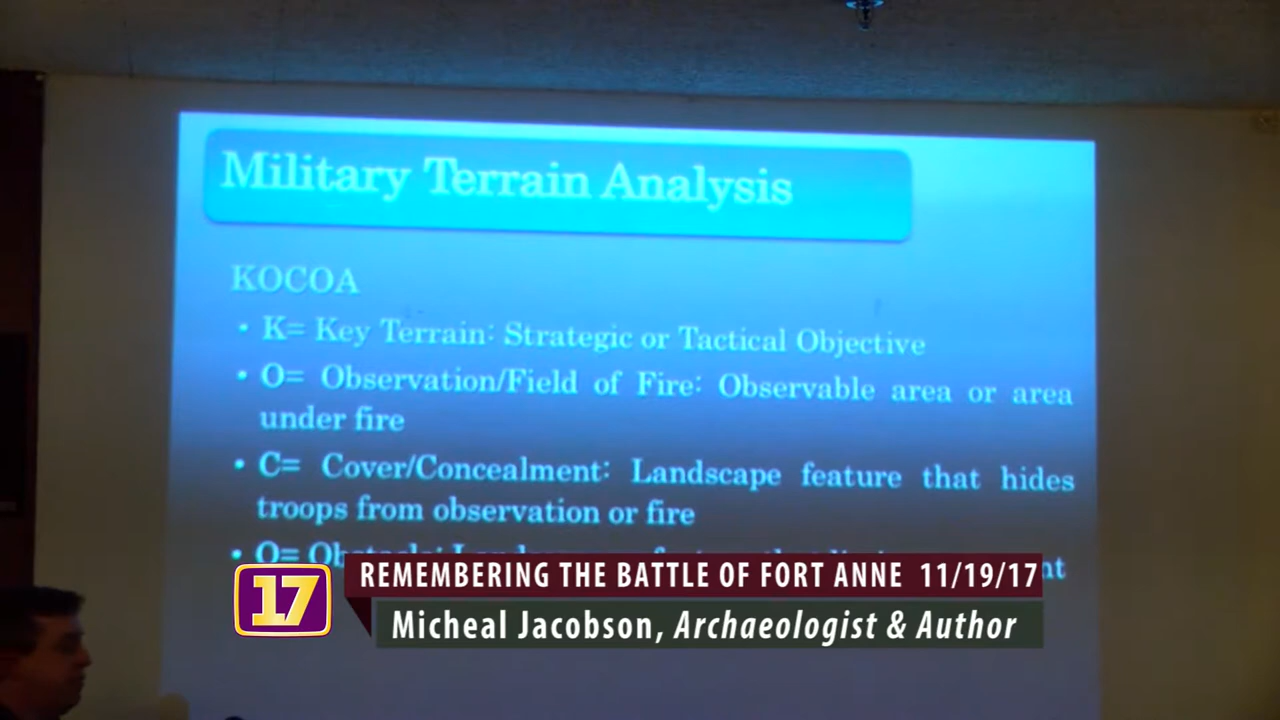 Military Terrain Analysis
KOCOA
• K= Key Terrain: Strategic or Tactical Objective
• O= Observation/Field of Fire: Observable area or area
under fire
• C= Cover/Concealment: Landscape feature that hides
troops from observation or fire
• O=
17
REMEMBERING THE BATTLE OF FORT ANNE 11/19/17
Micheal Jacobson, Archaeologist & Author